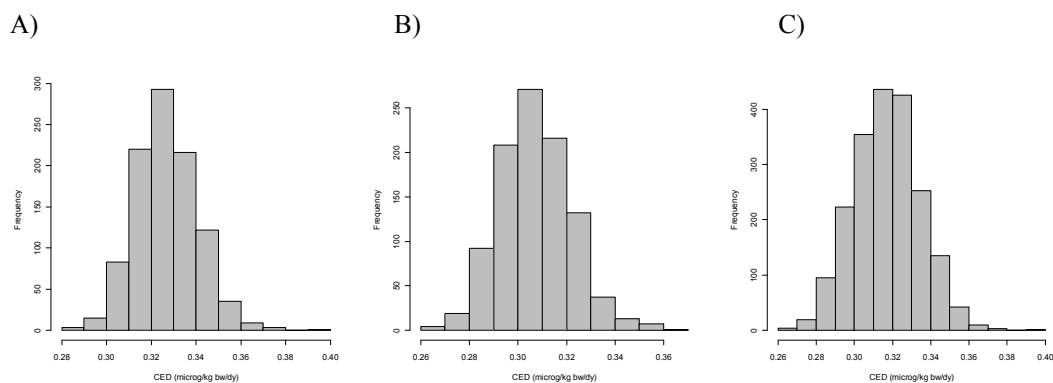 A)
B)
C)
Frequency
0 50 100 150 200 250 300
0.28 0.30 0.32 0.34 0.36 0.38 0.40
CED (microg/kg bw/dy)
Frequency
0 50 100 150 200 250
0.26 0.28 0.30 0.32 0.34 0.36
CED (microg/kg bw/dy)
Frequency
0 100 200 300 400
0.26 0.28 0.30 0.32 0.34 0.36 0.38 0.40
CED (microg/kg bw/dy)